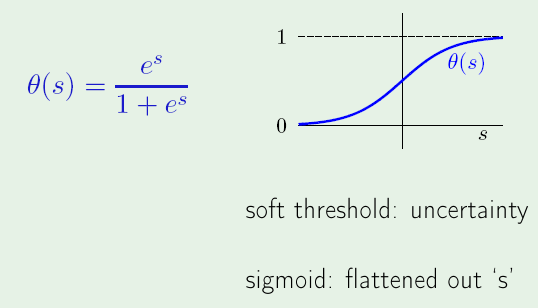 θ(s) = e^s / (1 + e^s)
1
θ(s)
0
s
soft threshold: uncertainty
sigmoid: flattened out ‘s’